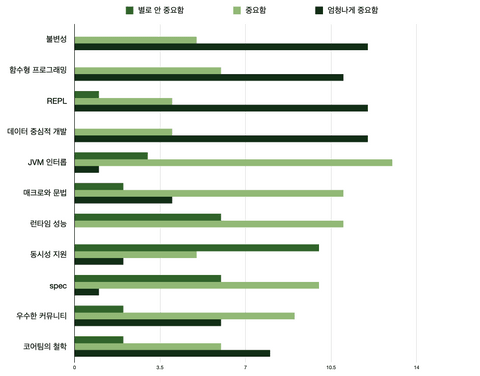 별로 안 중요함 중요함 엄청나게 중요함
불변성
함수형 프로그래밍
REPL
데이터 중심적 개발
JVM 인터롭
매크로와 문법
런타임 성능
동시성 지원
spec
우수한 커뮤니티
코어팀의 철학
0 3.5 7 10.5 14